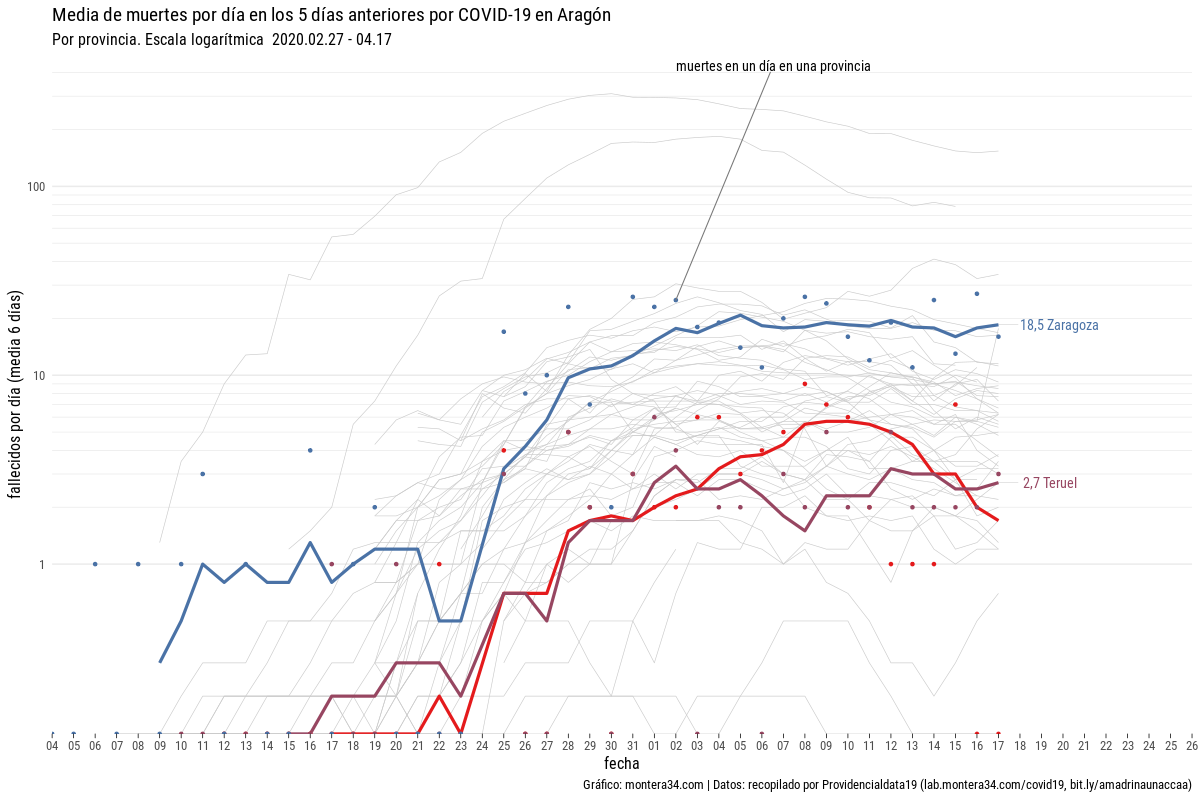 Media de muertes por día en los 5 días anteriores por COVID-19 en Aragón
Por provincia. Escala logarítmica 2020.02.27 - 04.17
muertes en un día en una provincia
100
10
1
fallecidos por día (media 6 días)
18,5 Zaragoza
2,7 Teruel
04 05 06 07 08 09 10 11 12 13 14 15 16 17 18 19 20 21 22 23 24 25 26 27 28 29 30 31 01 02 03 04 05 06 07 08 09 10 11 12 13 14 15 16 17 18 19 20 21 22 23 24 25 26
fecha
Gráfico: montera34.com | Datos: recopilado por Providencialdata19 (lab.montera34.com/covid19, bit.ly/amadrinaunaccaa)